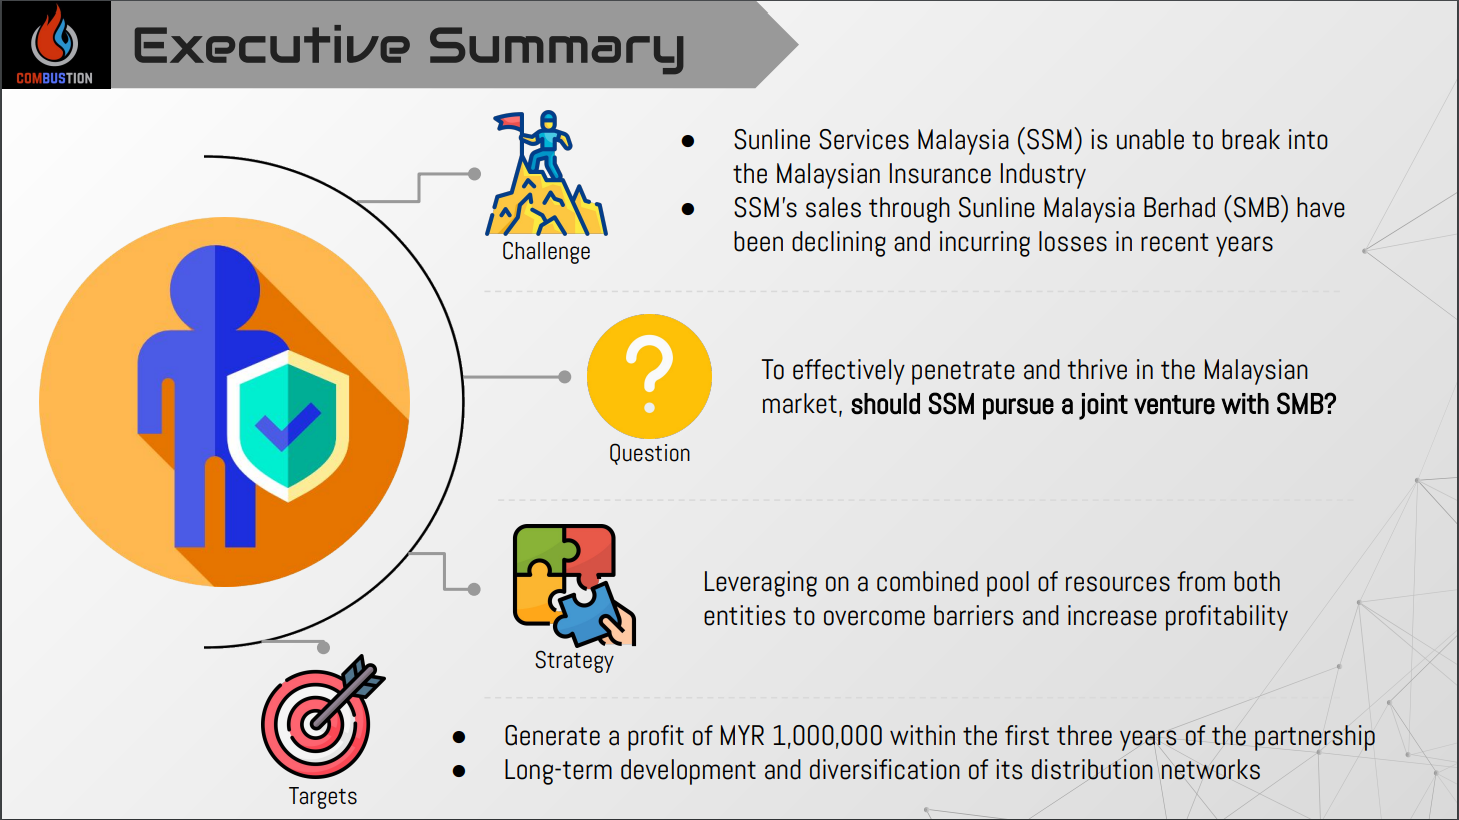 COMBUSTION
Executive Summary
● Sunline Services Malaysia (SSM) is unable to break into
the Malaysian Insurance Industry
● SSM's sales through Sunline Malaysia Berhad (SMB) have
been declining and incurring losses in recent years
Challenge
To effectively penetrate and thrive in the Malaysian
market, should SSM pursue a joint venture with SMB?
Question
Leveraging on a combined pool of resources from both
entities to overcome barriers and increase profitability
Strategy
● Generate a profit of MYR 1,000,000 within the first three years of the partnership
● Long-term development and diversification of its distribution networks
Targets